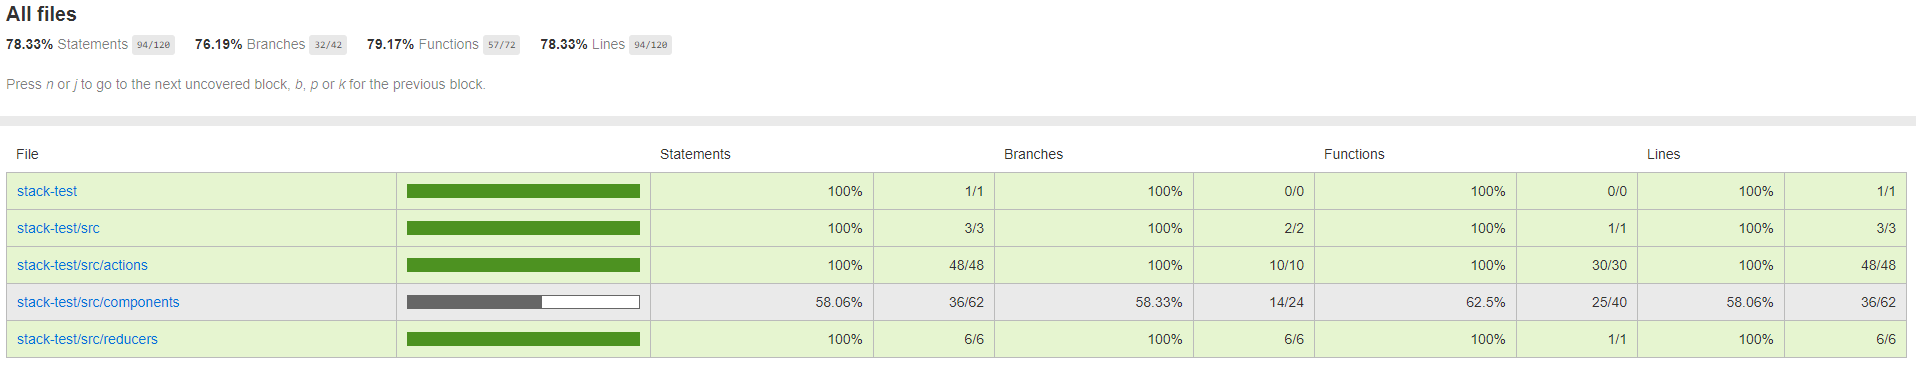 All files
78.33% Statements 94/120 76.19% Branches 32/42 79.17% Functions 57/72 78.33% Lines 94/120
Press n or j to go to the next uncovered block, b, p or k for the previous block.
File Statements Branches Functions Lines
stack-test 100% 1/1 100% 0/0 100% 0/0 100% 1/1
stack-test/src 100% 3/3 100% 2/2 100% 1/1 100% 3/3
stack-test/src/actions 100% 48/48 100% 10/10 100% 30/30 100% 48/48
stack-test/src/components 58.06% 36/62 58.33% 14/24 62.5% 25/40 58.06% 36/62
stack-test/src/reducers 100% 6/6 100% 6/6 100% 1/1 100% 6/6